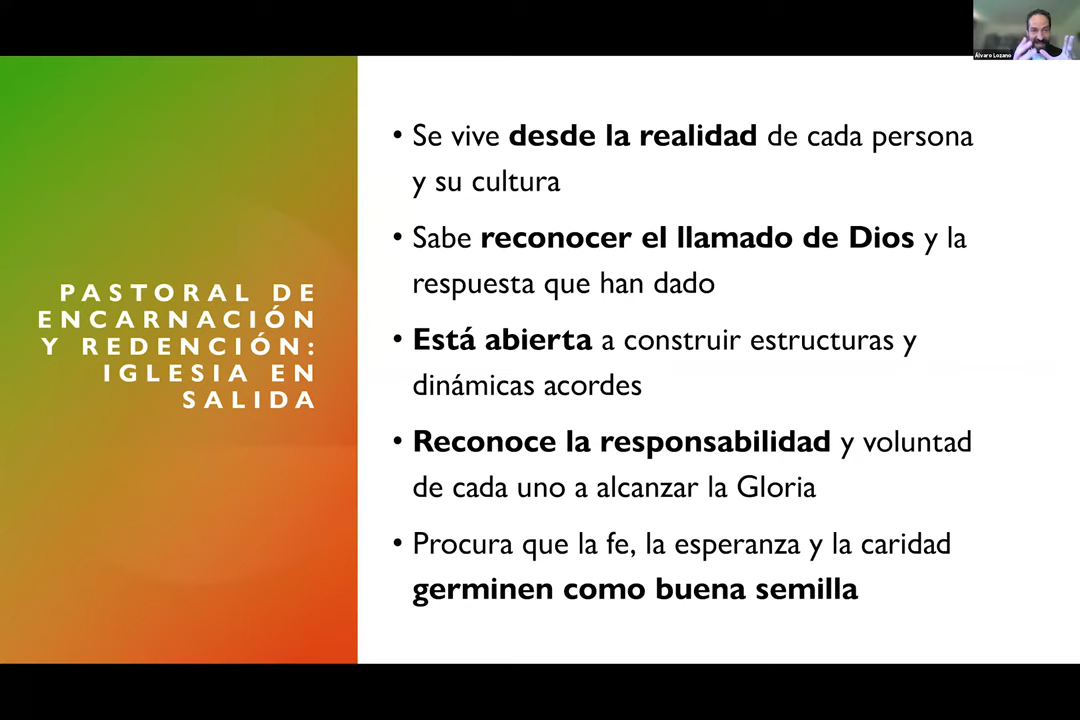 Álvaro Lozano
PASTORAL DE
ENCARNACIÓN
Y REDENCIÓN:
IGLESIA EN
SALIDA
• Se vive desde la realidad de cada persona
y su cultura
• Sabe reconocer el llamado de Dios y la
respuesta que han dado
• Está abierta a construir estructuras y
dinámicas acordes
• Reconoce la responsabilidad y voluntad
de cada uno a alcanzar la Gloria
• Procura que la fe, la esperanza y la caridad
germinen como buena semilla